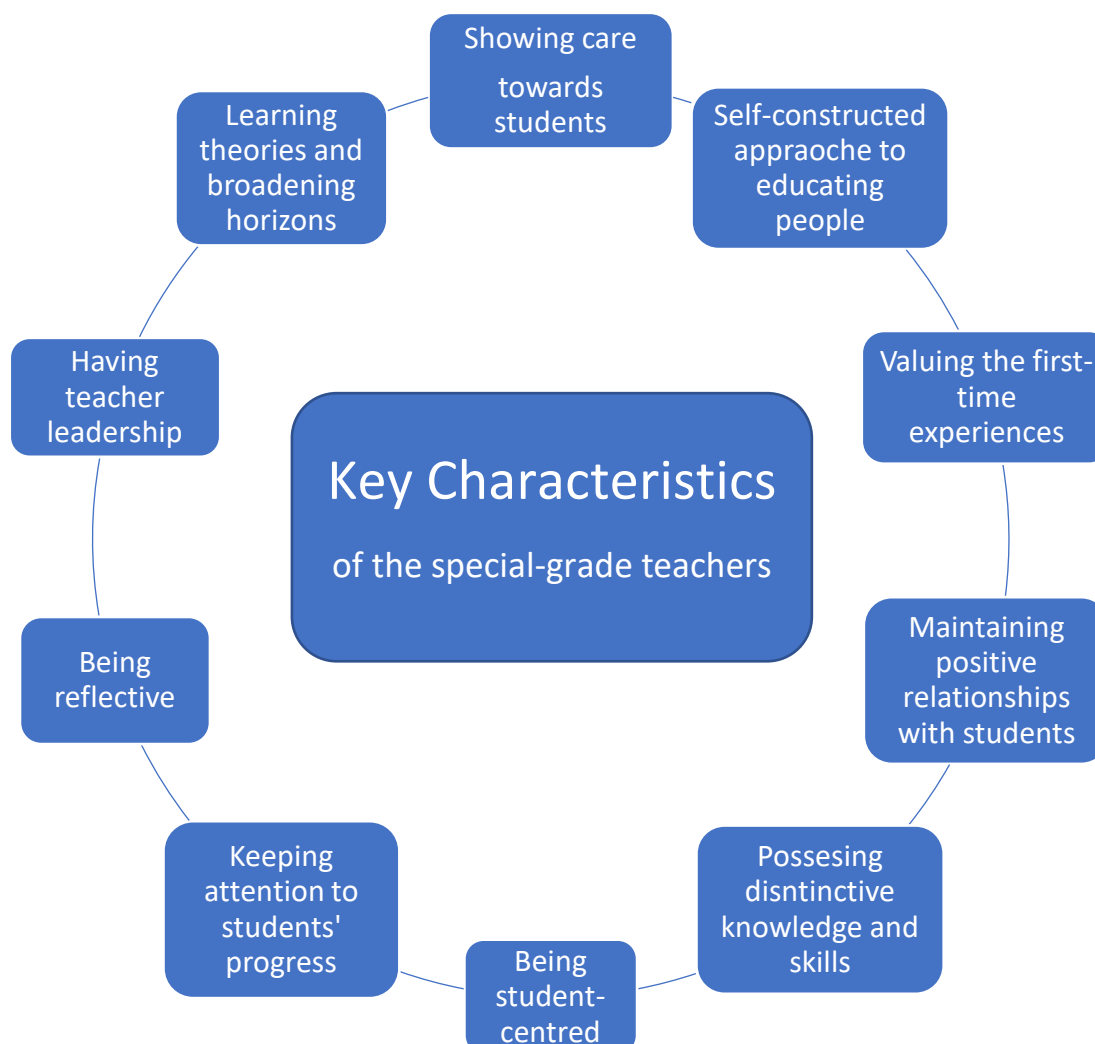 Showing care
towards
students
Self-constructed
appraoche to
educating
people
Valuing the first-
time
experiences
Maintaining
positive
relationships
with students
Possesing
disntinctive
knowledge and
skills
Being
student-
centred
Keeping
attention to
students'
progress
Being
reflective
Having
teacher
leadership
Learning
theories and
broadening
horizons
Key Characteristics
of the special-grade teachers